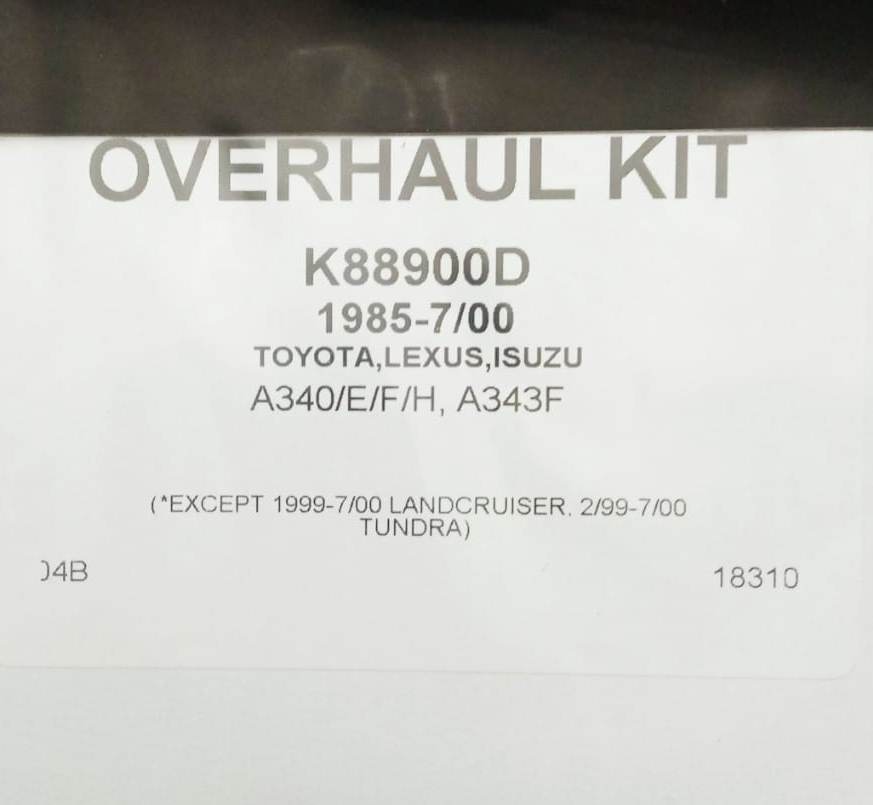 OVERHAUL KIT
K88900D
1985-7/00
TOYOTA,LEXUS,ISUZU
A340/E/F/H, A343F
(*EXCEPT 1999-7/00 LANDCRUISER. 2/99-7/00
TUNDRA)
18310